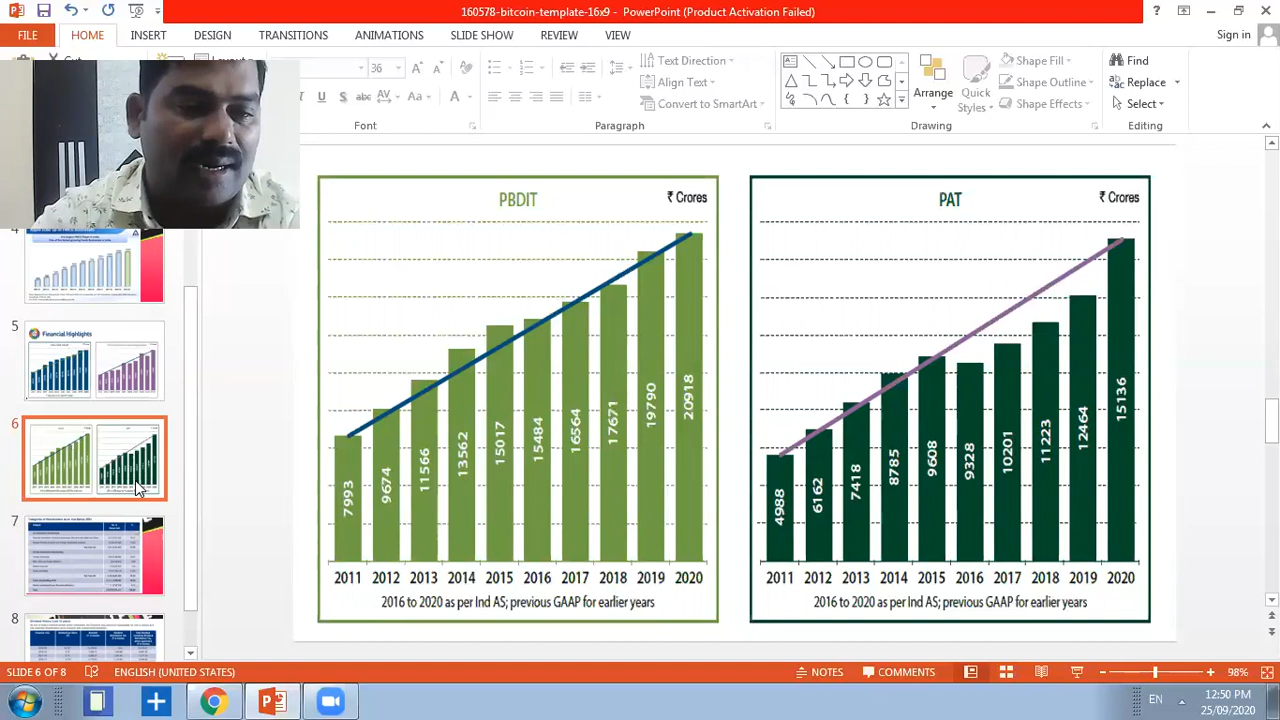 160578-bitcoin-template-16x9 - PowerPoint (Product Activation Failed)
FILE
HOME
INSERT
DESIGN
TRANSITIONS
ANIMATIONS
SLIDE SHOW
REVIEW
VIEW
Sign in
36
Text Direction
Align Text
Convert to SmartArt
Arrange
Quick
Styles
Shape Fill
Shape Outline
Shape Effects
Find
Replace
Select
Font
Paragraph
Drawing
Editing
4
5
Financial Highlights
6
7
8
PBDIT
₹ Crores
7993
9674
11566
13562
15017
15484
16564
17671
19790
20918
2011 2012 2013 2014 2015 2016 2017 2018 2019 2020
2016 to 2020 as per Ind AS; previous GAAP for earlier years
PAT
₹ Crores
4988
6162
7418
8785
9608
9328
10201
11223
12464
15136
2011 2012 2013 2014 2015 2016 2017 2018 2019 2020
2016 to 2020 as per Ind AS; previous GAAP for earlier years
SLIDE 6 OF 8
ENGLISH (UNITED STATES)
NOTES
COMMENTS
98%
EN
12:50 PM
25/09/2020